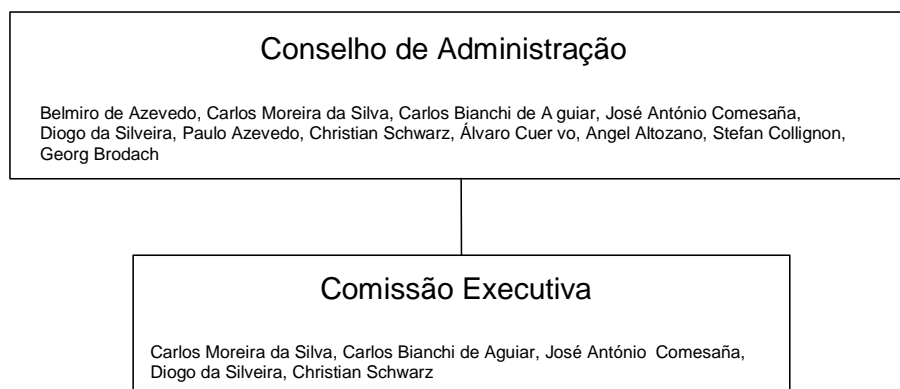 Conselho de Administração
Belmiro de Azevedo, Carlos Moreira da Silva, Carlos Bianchi de A guiar, José António Comesaña,
Diogo da Silveira, Paulo Azevedo, Christian Schwarz, Álvaro Cuer vo, Angel Altozano, Stefan Collignon,
Georg Brodach
Comissão Executiva
Carlos Moreira da Silva, Carlos Bianchi de Aguiar, José António Comesaña,
Diogo da Silveira, Christian Schwarz